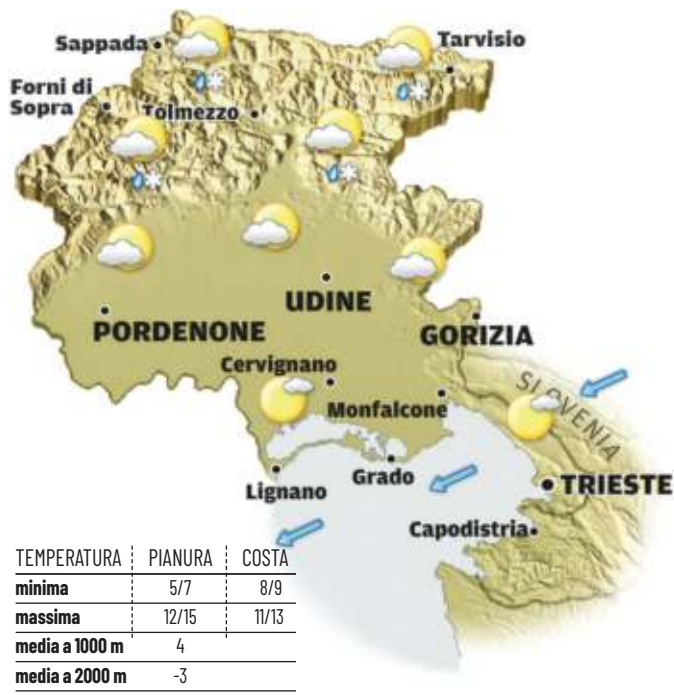 Sappada
Tarvisio
Forni di
Sopra
Tolmezzo
UDINE
PORDENONE
GORIZIA
Cervignano
SLOVENIA
Monfalcone
Grado
TRIESTE
Lignano
Capodistria
TEMPERATURA PIANURA COSTA
minima 5/7 8/9
massima 12/15 11/13
media a 1000 m 4
media a 2000 m -3